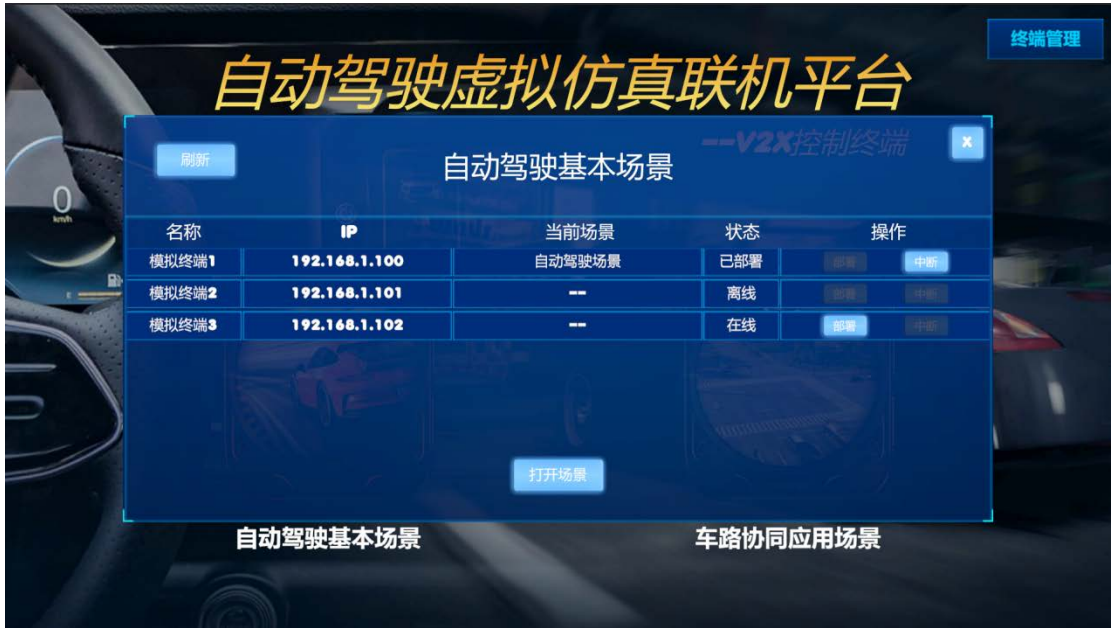 终端管理
自动驾驶虚拟仿真联机平台
--V2X控制终端
刷新
x
自动驾驶基本场景
0
km/h
名称 IP 当前场景 状态 操作
模拟终端1 192.168.1.100 自动驾驶场景 已部署 部署 中断
模拟终端2 192.168.1.101 -- 离线 部署 中断
模拟终端3 192.168.1.102 -- 在线 部署 中断
E
打开场景
自动驾驶基本场景 车路协同应用场景